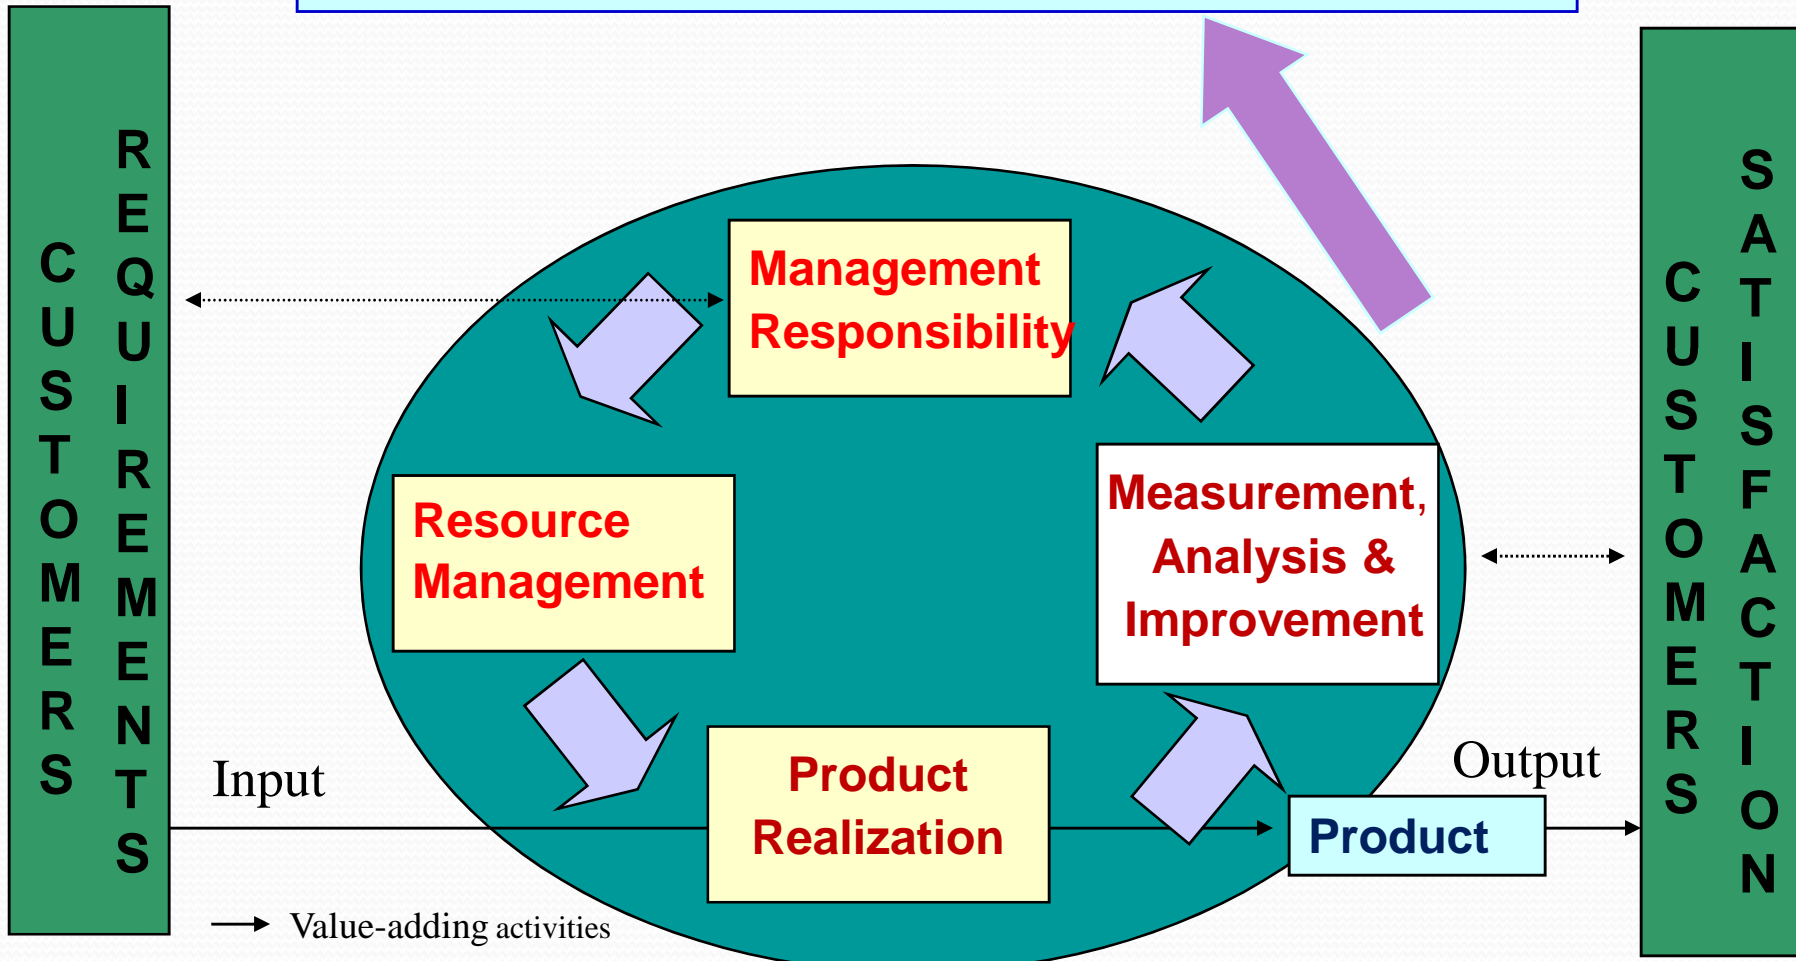 CUSTOMERS
REQUIREMENTS
Management
Responsibility
Resource
Management
Measurement,
Analysis &
Improvement
Product
Realization
Input
Product
Output
Value-adding activities
CUSTOMERS
SATISFACTION